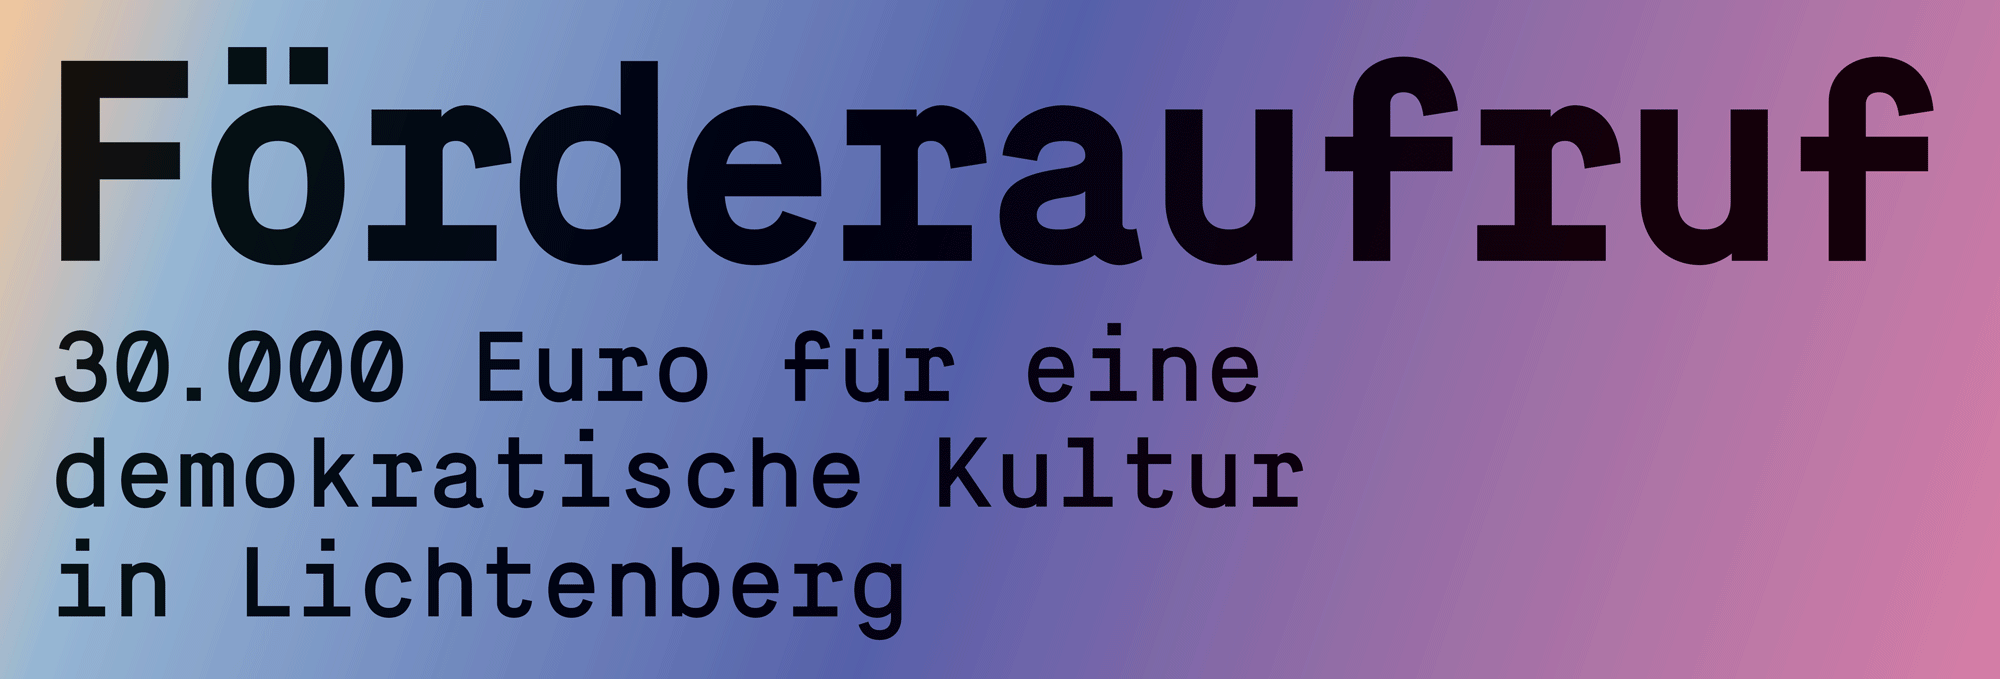 Förderaufruf
30.000 Euro für eine
demokratische Kultur
in Lichtenberg